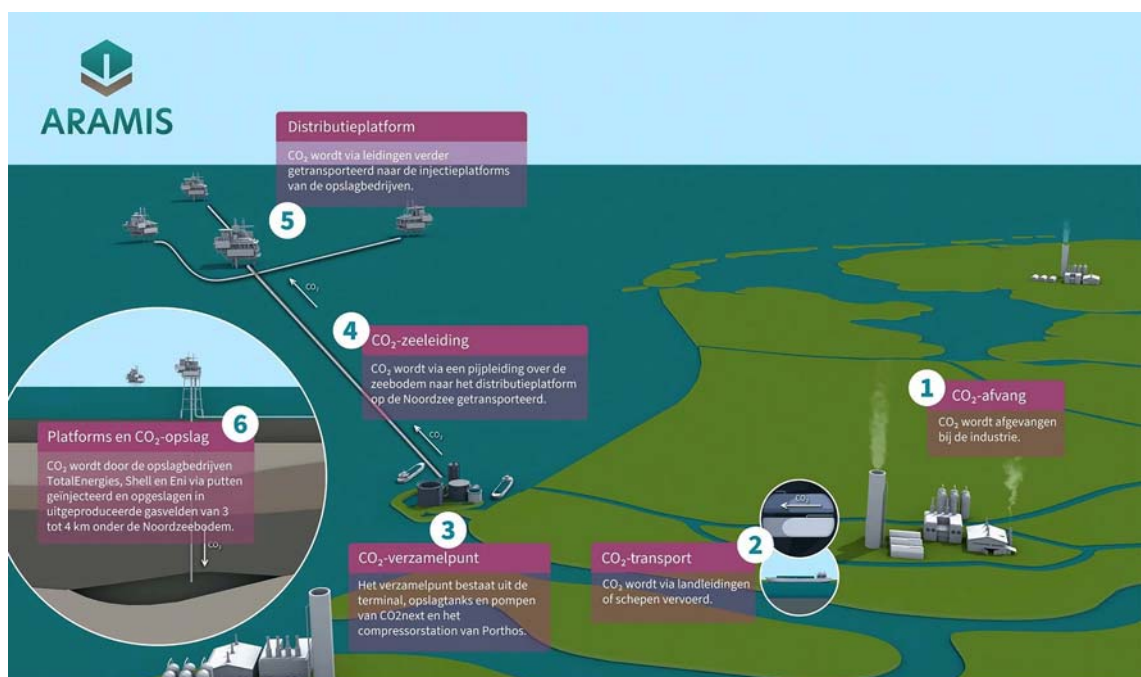 ARAMIS
Distributieplatform
CO₂ wordt via leidingen verder
getransporteerd naar de injectieplatforms
van de opslagbedrijven.
5
CO₂
4
CO₂-zeeleiding
CO₂ wordt via een pijpleiding over de
zeebodem naar het distributieplatform
op de Noordzee getransporteerd.
CO₂
1
CO₂-afvang
CO₂ wordt afgevangen
bij de industrie.
6
Platforms en CO₂-opslag
CO₂ wordt door de opslagbedrijven
TotalEnergies, Shell en Eni via putten
geïnjecteerd en opgeslagen in
uitgeproduceerde gasvelden van 3
tot 4 km onder de Noordzeebodem.
CO₂
3
CO₂-verzamelpunt
Het verzamelpunt bestaat uit de
terminal, opslagtanks en pompen
van CO2next en het
compressorstation van Porthos.
CO₂
2
CO₂-transport
CO₂ wordt via landleidingen
of schepen vervoerd.